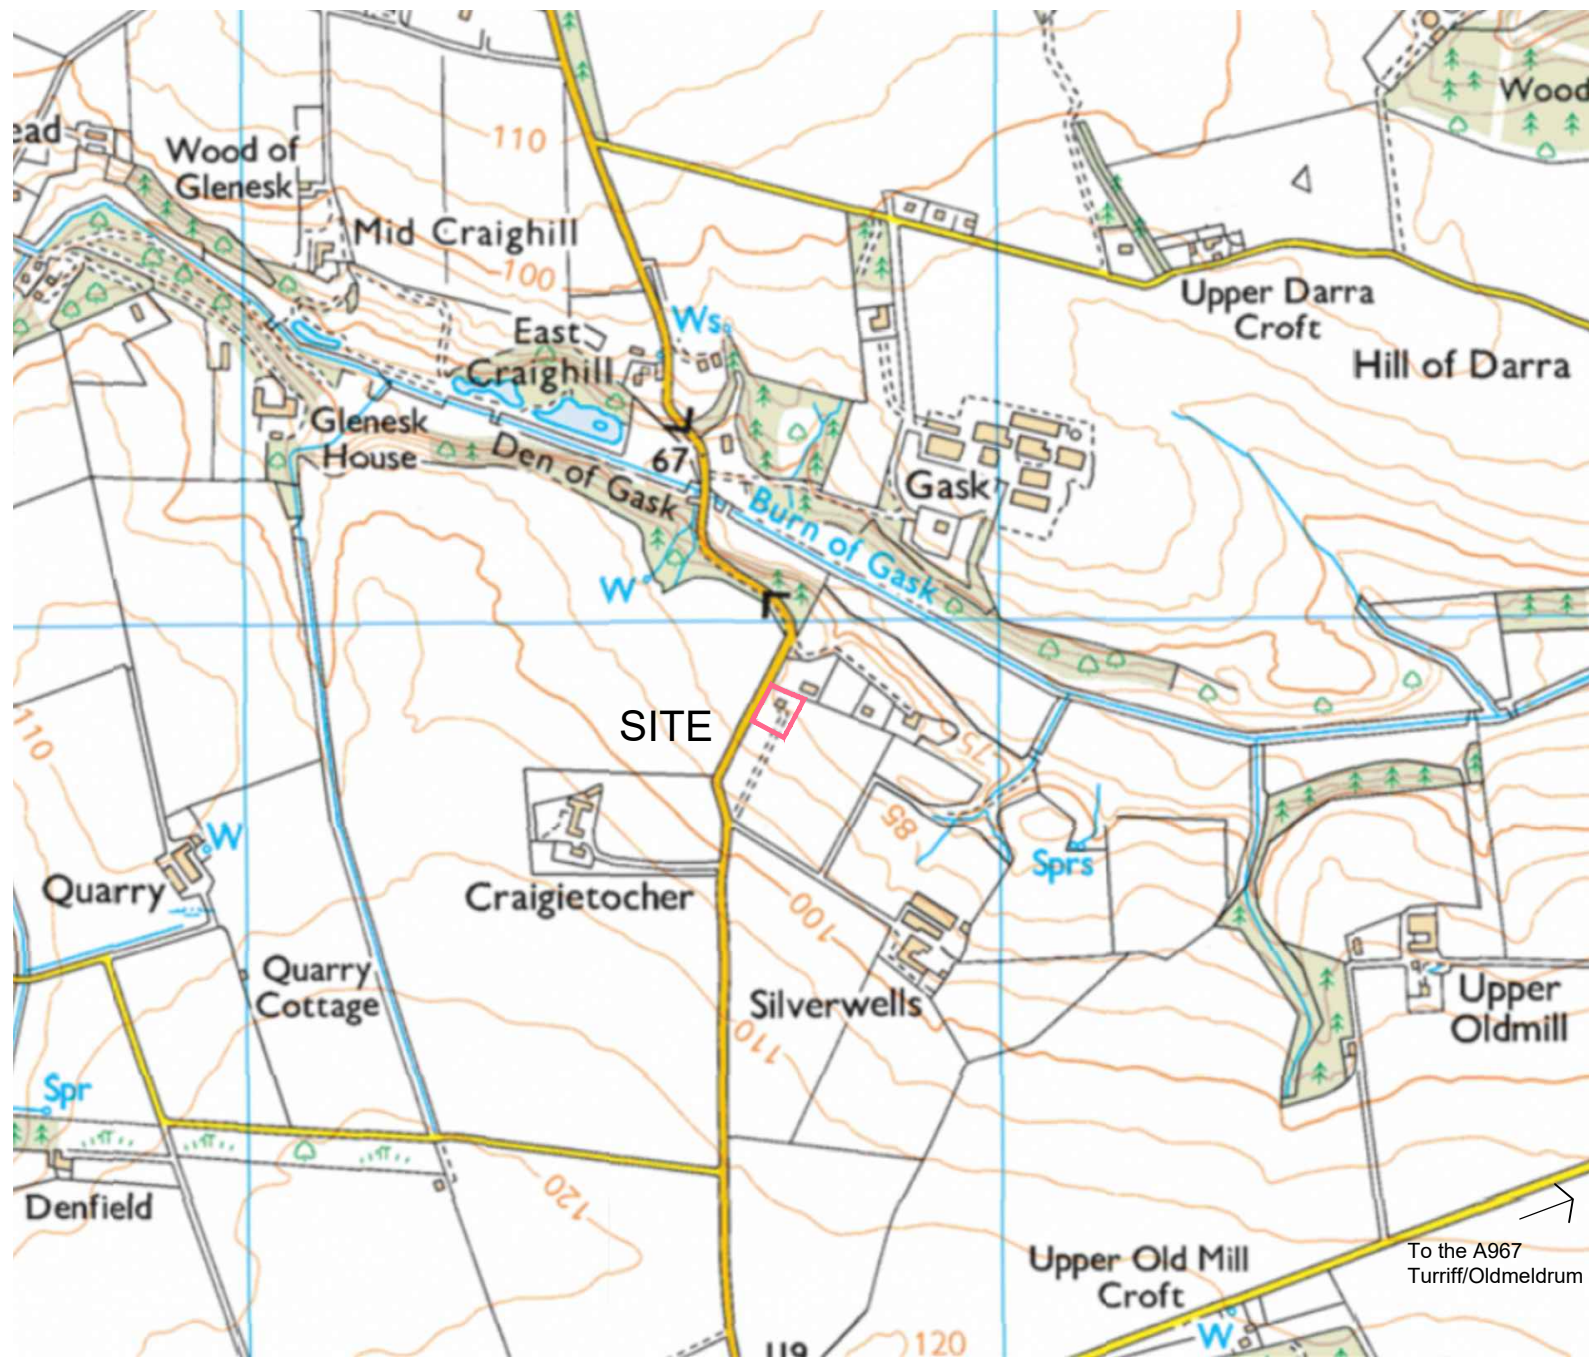 Wood
110
ead
Wood of
Glenesk
Mid Craighill
100
Upper Darra
Croft
Ws
East
Craighill
Hill of Darra
Glenesk
House
67
Den of Gask
Gask
Burn of Gask
W
SITE
110
75
85
W
Sprs
Quarry
Craigietocher
100
Quarry
Cottage
Silverwells
Upper
Oldmill
110
Spr
120
Denfield
To the A967
Turriff/Oldmeldrum
Upper Old Mill
Croft
W
120